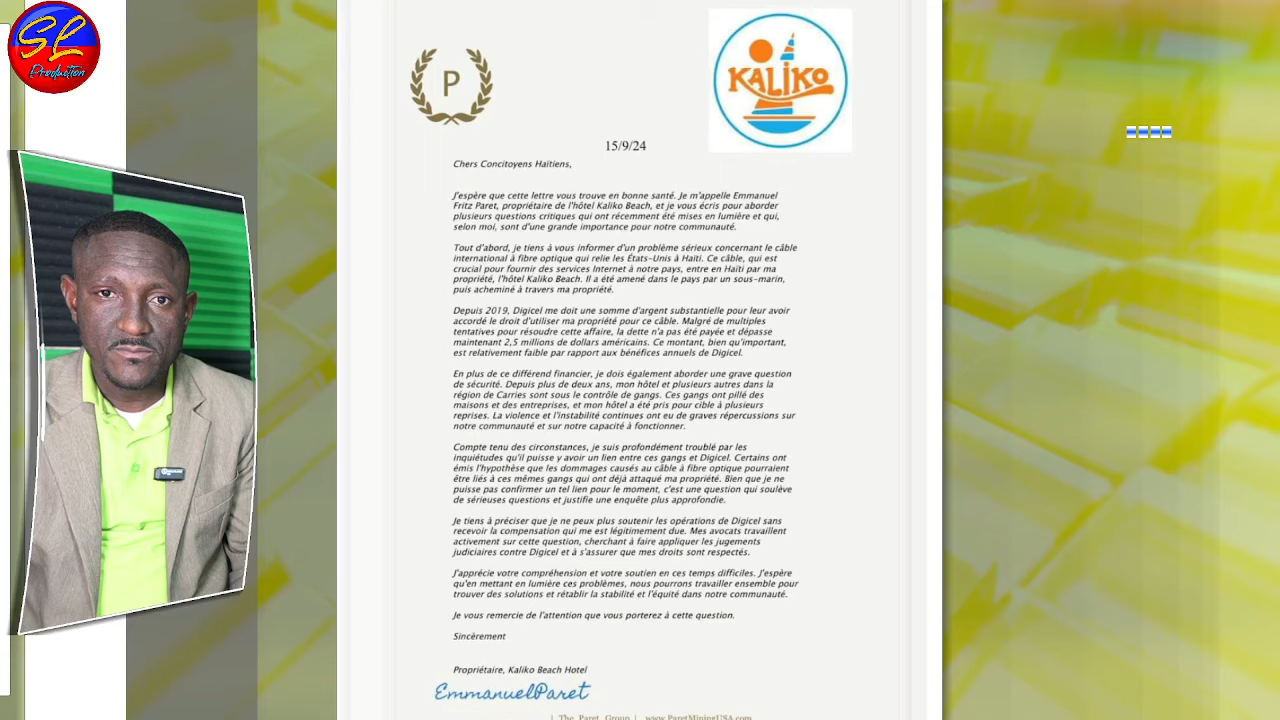 SL
Production
P
KALIKO
15/9/24
Chers Concitoyens Haïtiens,
J'espère que cette lettre vous trouve en bonne santé. Je m'appelle Emmanuel
Fritz Paret, propriétaire de l'hôtel Kaliko Beach, et je vous écris pour aborder
plusieurs questions critiques qui ont récemment été mises en lumière et qui,
selon moi, sont d'une grande importance pour notre communauté.
Tout d'abord, je tiens à vous informer d'un problème sérieux concernant le câble
international à fibre optique qui relie les États-Unis à Haïti. Ce câble, qui est
crucial pour fournir des services Internet à notre pays, entre en Haïti par ma
propriété, l'hôtel Kaliko Beach. Il a été amené dans le pays par un sous-marin,
puis acheminé à travers ma propriété.
Depuis 2019, Digicel me doit une somme d'argent substantielle pour leur avoir
accordé le droit d'utiliser ma propriété pour ce câble. Malgré de multiples
tentatives pour résoudre cette affaire, la dette n'a pas été payée et dépasse
maintenant 2,5 millions de dollars américains. Ce montant, bien qu'important,
est relativement faible par rapport aux bénéfices annuels de Digicel.
En plus de ce différend financier, je dois également aborder une grave question
de sécurité. Depuis plus de deux ans, mon hôtel et plusieurs autres dans la
région de Carries sont sous le contrôle de gangs. Ces gangs ont pillé des
maisons et des entreprises, et mon hôtel a été pris pour cible à plusieurs
reprises. La violence et l'instabilité continues ont eu de graves répercussions sur
notre communauté et sur notre capacité à fonctionner.
Compte tenu des circonstances, je suis profondément troublé par les
inquiétudes qu'il puisse y avoir un lien entre ces gangs et Digicel. Certains ont
émis l'hypothèse que les dommages causés au câble à fibre optique pourraient
être liés à ces mêmes gangs qui ont déjà attaqué ma propriété. Bien que je ne
puisse pas confirmer un tel lien pour le moment, c'est une question qui soulève
de sérieuses questions et justifie une enquête plus approfondie.
Je tiens à préciser que je ne peux plus soutenir les opérations de Digicel sans
recevoir la compensation qui me est légitimement due. Mes avocats travaillent
activement sur cette question, cherchant à faire appliquer les jugements
judiciaires contre Digicel et à s'assurer que mes droits sont respectés.
J'apprécie votre compréhension et votre soutien en ces temps difficiles. J'espère
qu'en mettant en lumière ces problèmes, nous pourrons travailler ensemble pour
trouver des solutions et rétablir la stabilité et l'équité dans notre communauté.
Je vous remercie de l'attention que vous porterez à cette question.
Sincèrement
Propriétaire, Kaliko Beach Hotel
EmmanuelParet
| The Paret Group | www.ParetMiningUSA.com